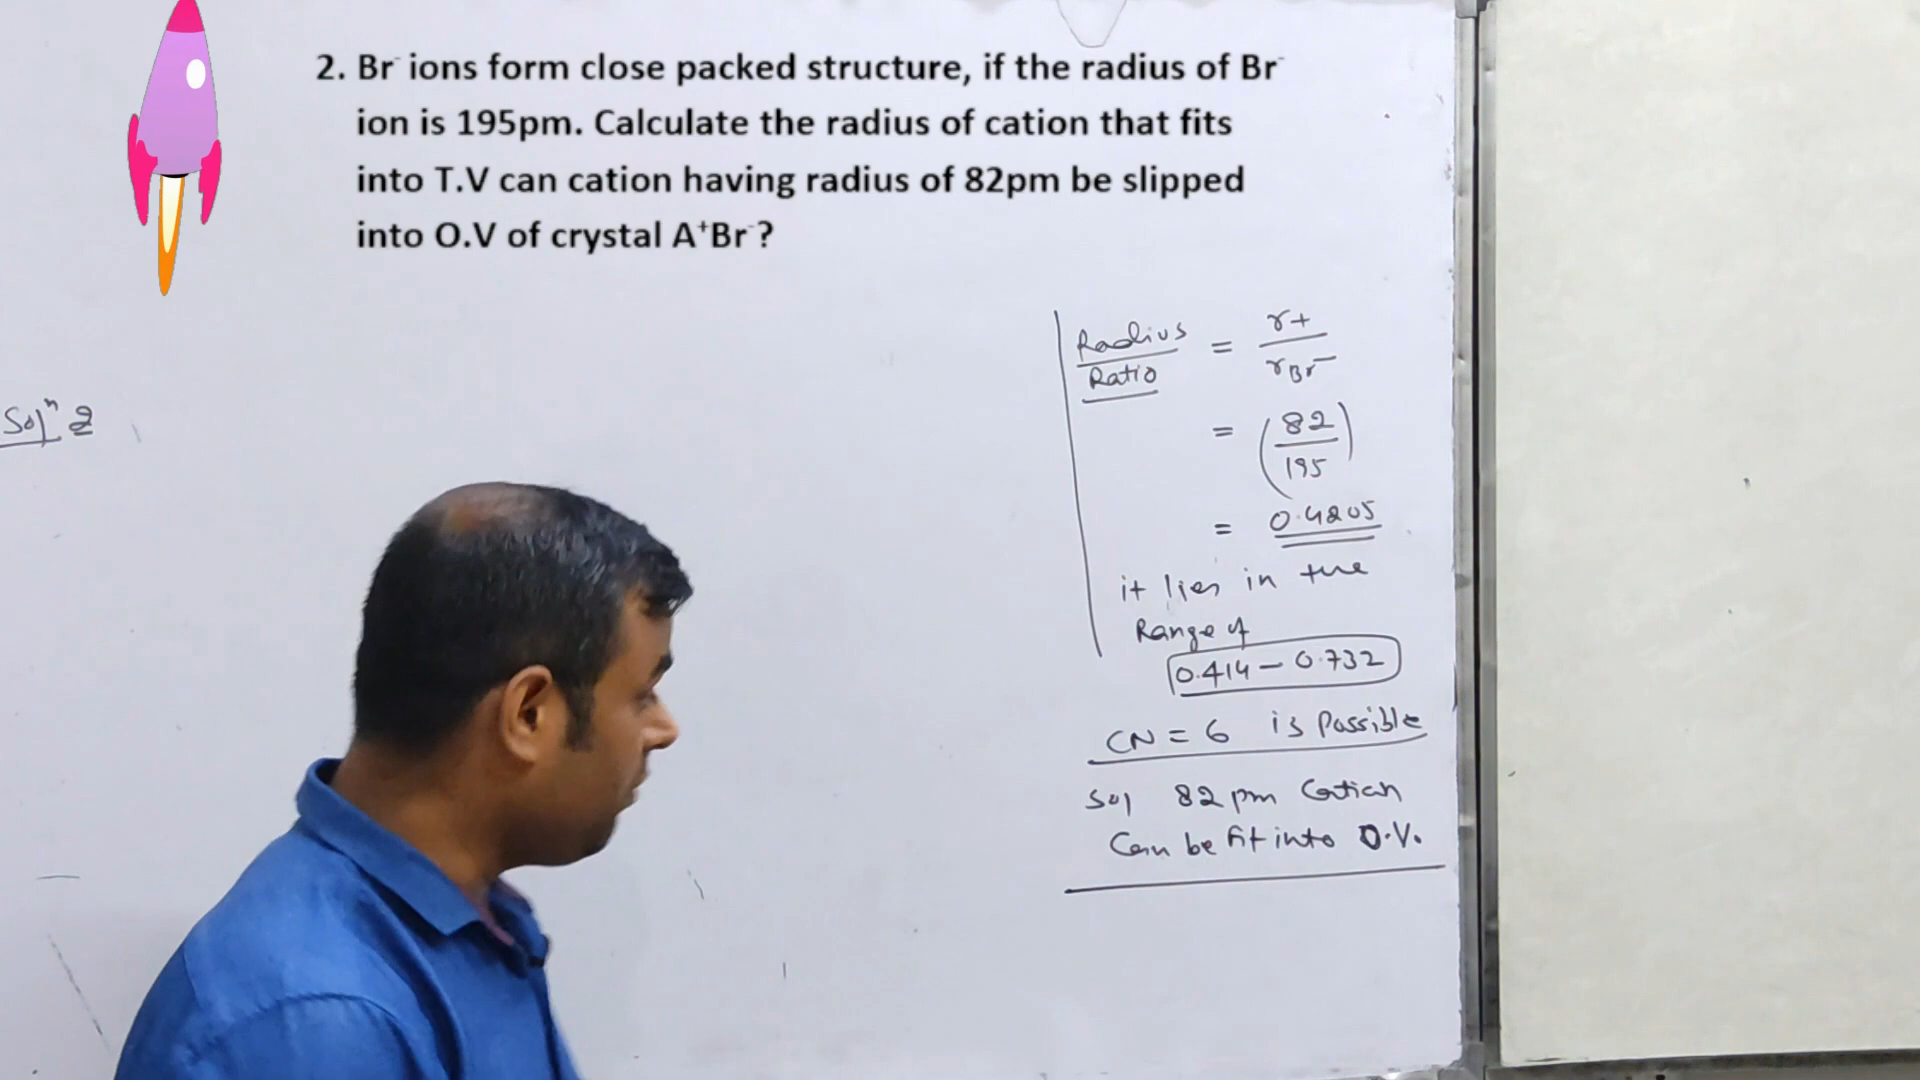 2. Br⁻ ions form close packed structure, if the radius of Br⁻
ion is 195pm. Calculate the radius of cation that fits
into T.V can cation having radius of 82pm be slipped
into O.V of crystal A⁺Br⁻?
Solⁿ 2
Radius
Ratio
= r+ / rBr⁻
= (82 / 195)
= 0.4205
it lies in the
Range of
0.414 – 0.732
CN = 6 is Possible
So, 82 pm Cation
Can be fit into O.V.